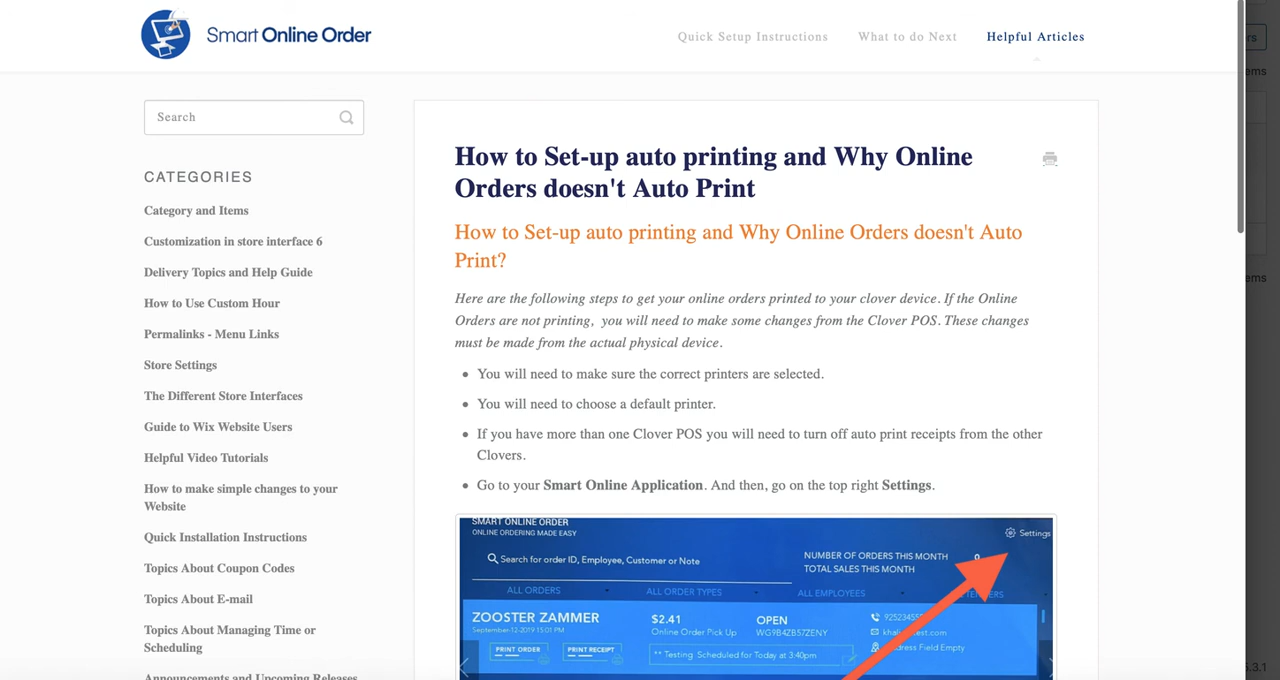 Smart Online Order
Quick Setup Instructions
What to do Next
Helpful Articles
Search
CATEGORIES
Category and Items
Customization in store interface 6
Delivery Topics and Help Guide
How to Use Custom Hour
Permalinks - Menu Links
Store Settings
The Different Store Interfaces
Guide to Wix Website Users
Helpful Video Tutorials
How to make simple changes to your
Website
Quick Installation Instructions
Topics About Coupon Codes
Topics About E-mail
Topics About Managing Time or
Scheduling
Announcements and Upcoming Releases
How to Set-up auto printing and Why Online
Orders doesn't Auto Print
How to Set-up auto printing and Why Online Orders doesn't Auto
Print?
Here are the following steps to get your online orders printed to your clover device. If the Online
Orders are not printing, you will need to make some changes from the Clover POS. These changes
must be made from the actual physical device.
You will need to make sure the correct printers are selected.
You will need to choose a default printer.
If you have more than one Clover POS you will need to turn off auto print receipts from the other
Clovers.
Go to your Smart Online Application. And then, go on the top right Settings.
SMART ONLINE ORDER
ONLINE ORDERING MADE EASY
Settings
Search for order ID, Employee, Customer or Note
NUMBER OF ORDERS THIS MONTH
TOTAL SALES THIS MONTH
ALL ORDERS
ALL ORDER TYPES
ALL EMPLOYEES
ZOOSTER ZAMMER
September-12-2019 15:01 PM
PRINT ORDER
PRINT RECEIPT
$2.41
Online Order Pick Up
OPEN
WG9B4ZB57ZENY
** Testing Scheduled for Today at 3:40pm
Field Empty